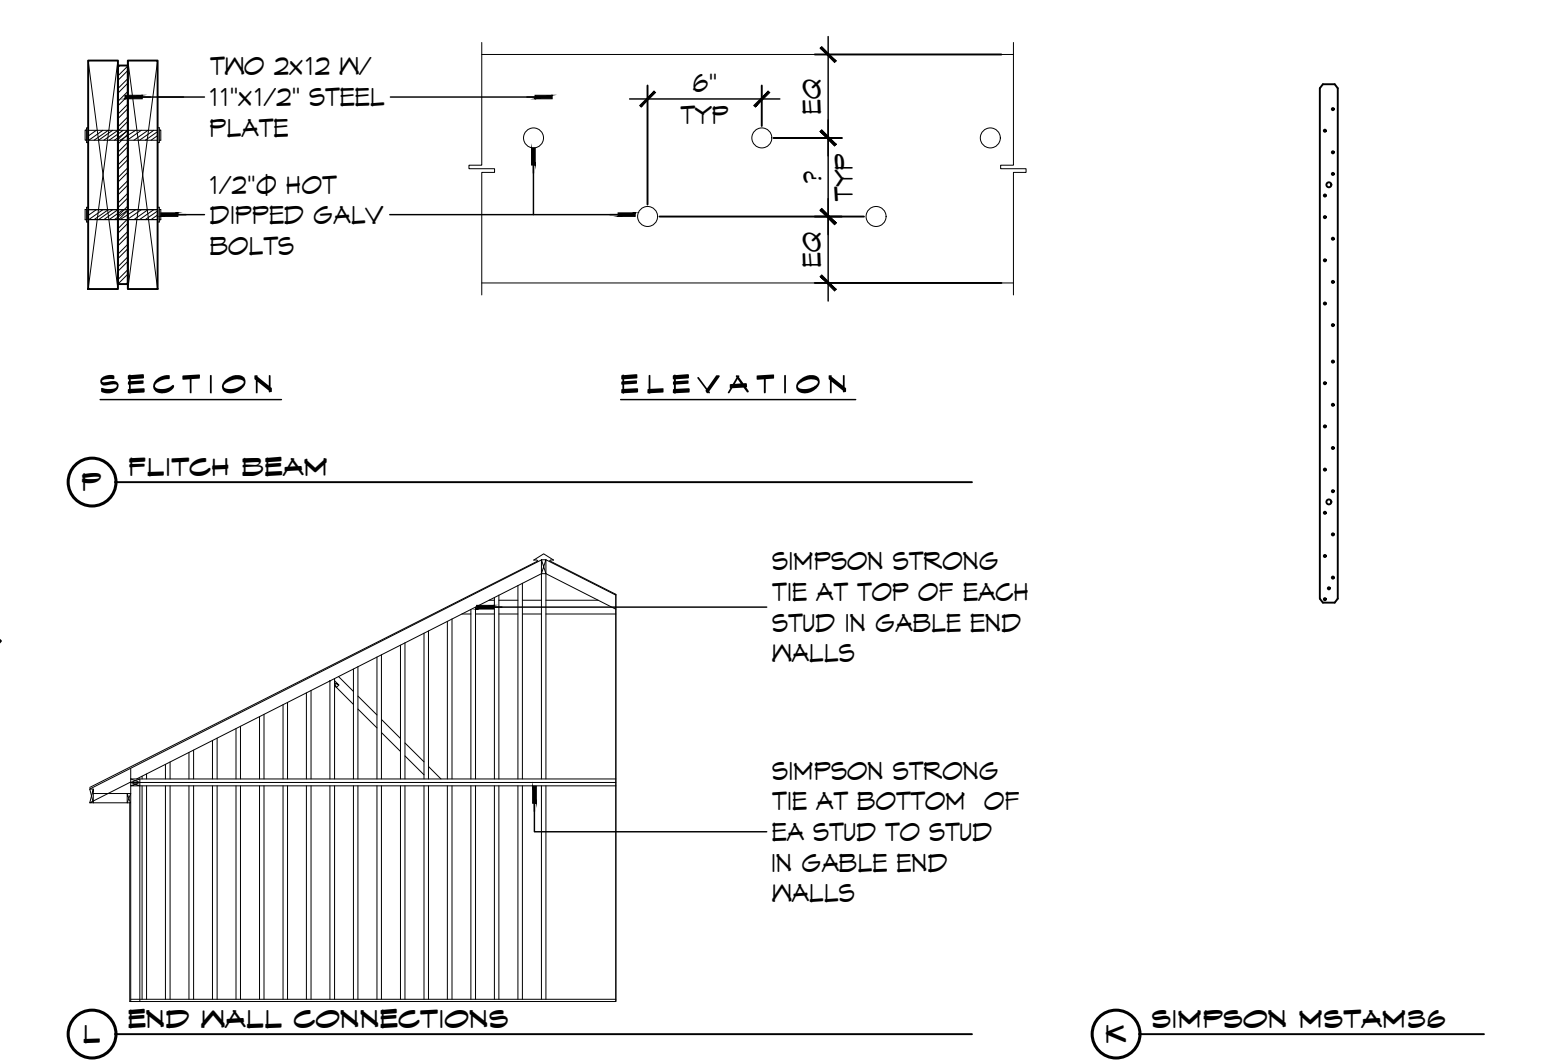 TWO 2x12 W/
11"x1/2" STEEL
PLATE
1/2"Φ HOT
DIPPED GALV
BOLTS
6"
TYP
EQ
?
TYP
EQ
SECTION
ELEVATION
P
FLITCH BEAM
SIMPSON STRONG
TIE AT TOP OF EACH
STUD IN GABLE END
WALLS
SIMPSON STRONG
TIE AT BOTTOM OF
EA STUD TO STUD
IN GABLE END
WALLS
L
END WALL CONNECTIONS
K
SIMPSON MSTAM36